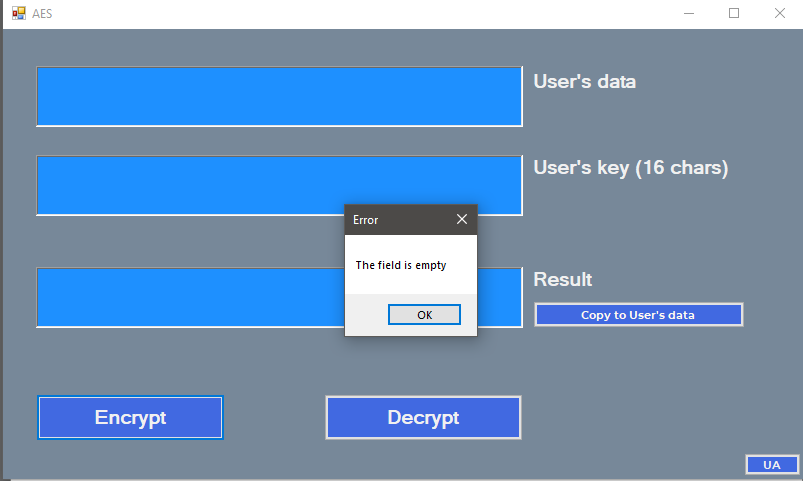 AES
User's data
User's key (16 chars)
Error
The field is empty
OK
Result
Copy to User's data
Encrypt
Decrypt
UA